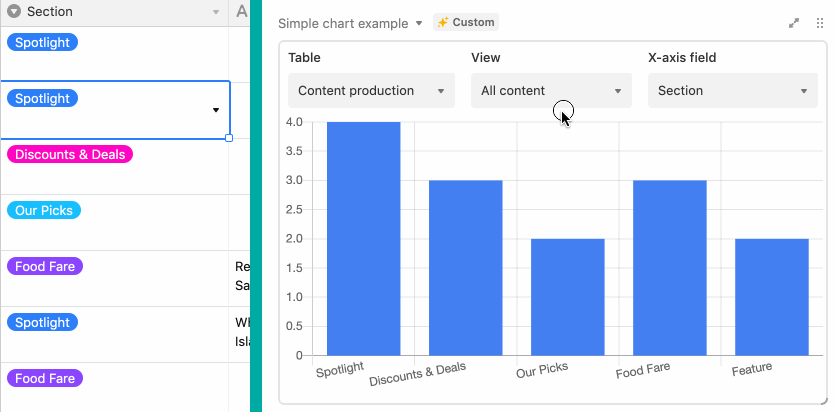 Section
A
Spotlight
Spotlight
Discounts & Deals
Our Picks
Food Fare
Re
Sa
Spotlight
Wh
Isla
Food Fare
Simple chart example
Custom
Table
View
X-axis field
Content production
All content
Section
4.0
3.5
3.0
2.5
2.0
1.5
1.0
0.5
0
Spotlight
Discounts & Deals
Our Picks
Food Fare
Feature